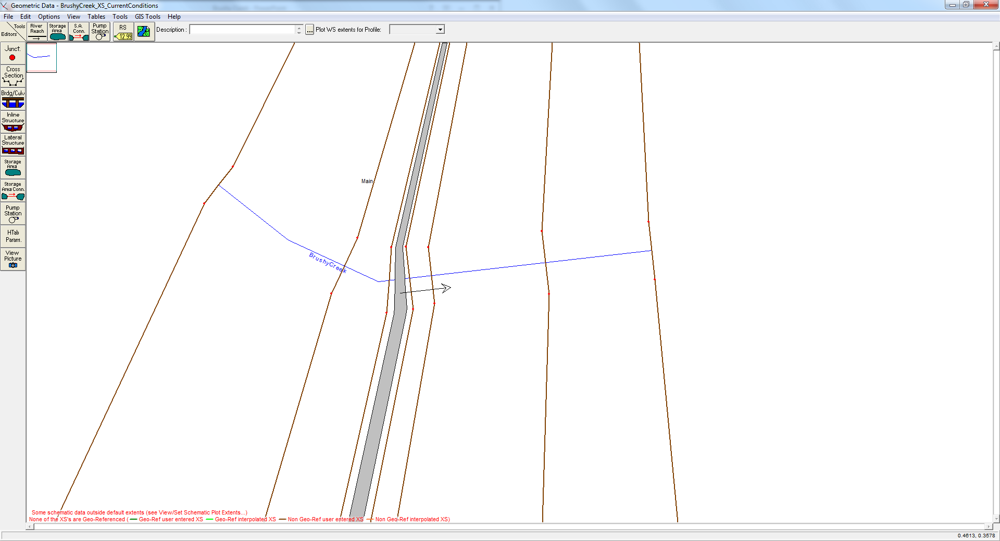 Geometric Data - BrushyCreek_XS_CurrentConditions
File Edit Options View Tables Tools GIS Tools Help
Tools
Editors
River
Reach
Storage
Area
S.A.
Conn.
Pump
Station
RS
12.99
Description :
...
Plot WS extents for Profile:
Junct.
Cross
Section
Brdg/Culv
Inline
Structure
Lateral
Structure
Storage
Area
Storage
Area Conn.
Pump
Station
HTab
Param.
View
Picture
Main
BrushyCreek
Some schematic data outside default extents (see View/Set Schematic Plot Extents...)
None of the XS's are Geo-Referenced ( Geo-Ref user entered XS Geo-Ref interpolated XS Non Geo-Ref user entered XS Non Geo-Ref interpolated XS)
0.4613, 0.3578